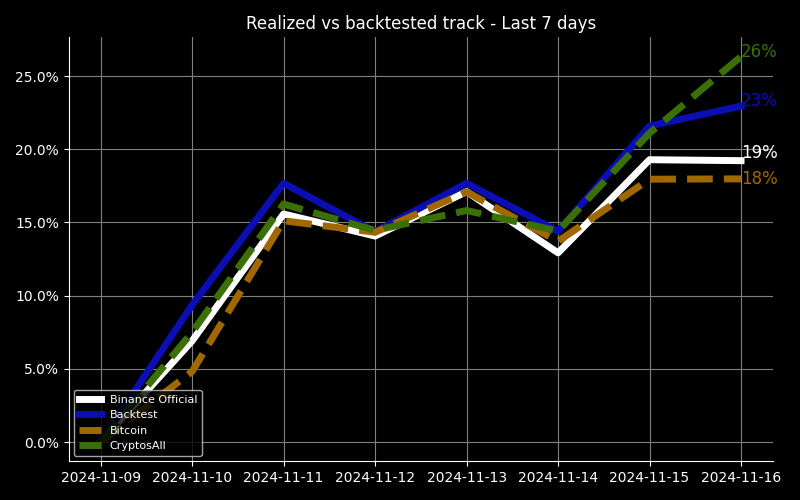 Realized vs backtested track - Last 7 days
26%
25.0%
23%
20.0%
19%
18%
15.0%
10.0%
5.0%
Binance Official
Backtest
Bitcoin
CryptosAll
0.0%
2024-11-09 2024-11-10 2024-11-11 2024-11-12 2024-11-13 2024-11-14 2024-11-15 2024-11-16